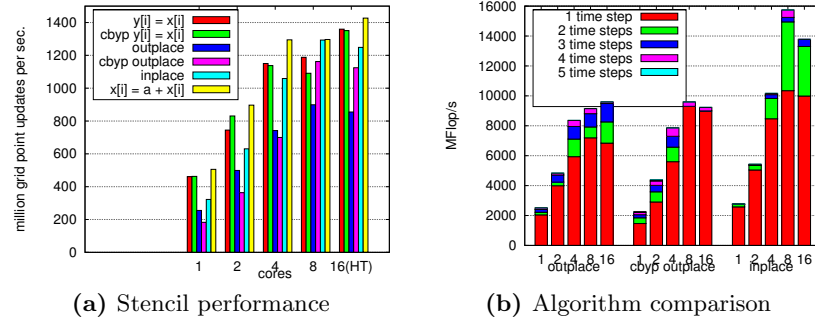 million grid point updates per sec.
1400
1200
1000
800
600
400
200
0
y[i] = x[i]
cbyp y[i] = x[i]
outplace
cbyp outplace
inplace
x[i] = a + x[i]
1 2 4 8 16(HT)
cores
(a) Stencil performance
MFlop/s
16000
14000
12000
10000
8000
6000
4000
2000
0
1 time step
2 time steps
3 time steps
4 time steps
5 time steps
1 2 4 8 16 1 2 4 8 16 1 2 4 8 16
outplace cbyp outplace inplace
(b) Algorithm comparison